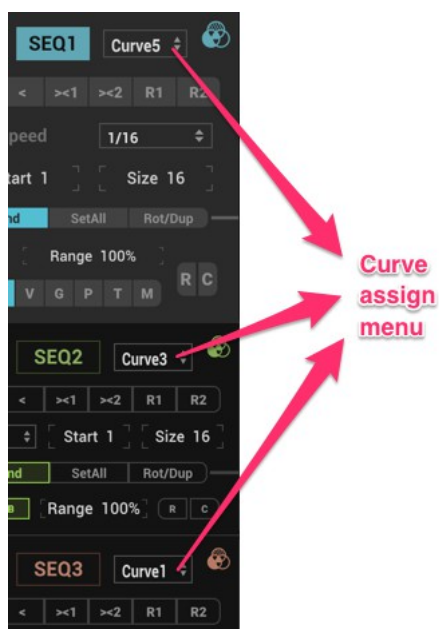 SEQ1 Curve5
< ><1 ><2 R1 R2
peed 1/16
tart 1 Size 16
nd SetAll Rot/Dup
Range 100%
R C
V G P T M
Curve
assign
menu
SEQ2 Curve3
< ><1 ><2 R1 R2
Start 1 Size 16
nd SetAll Rot/Dup
B Range 100% R C
SEQ3 Curve1
< ><1 ><2 R1 R2